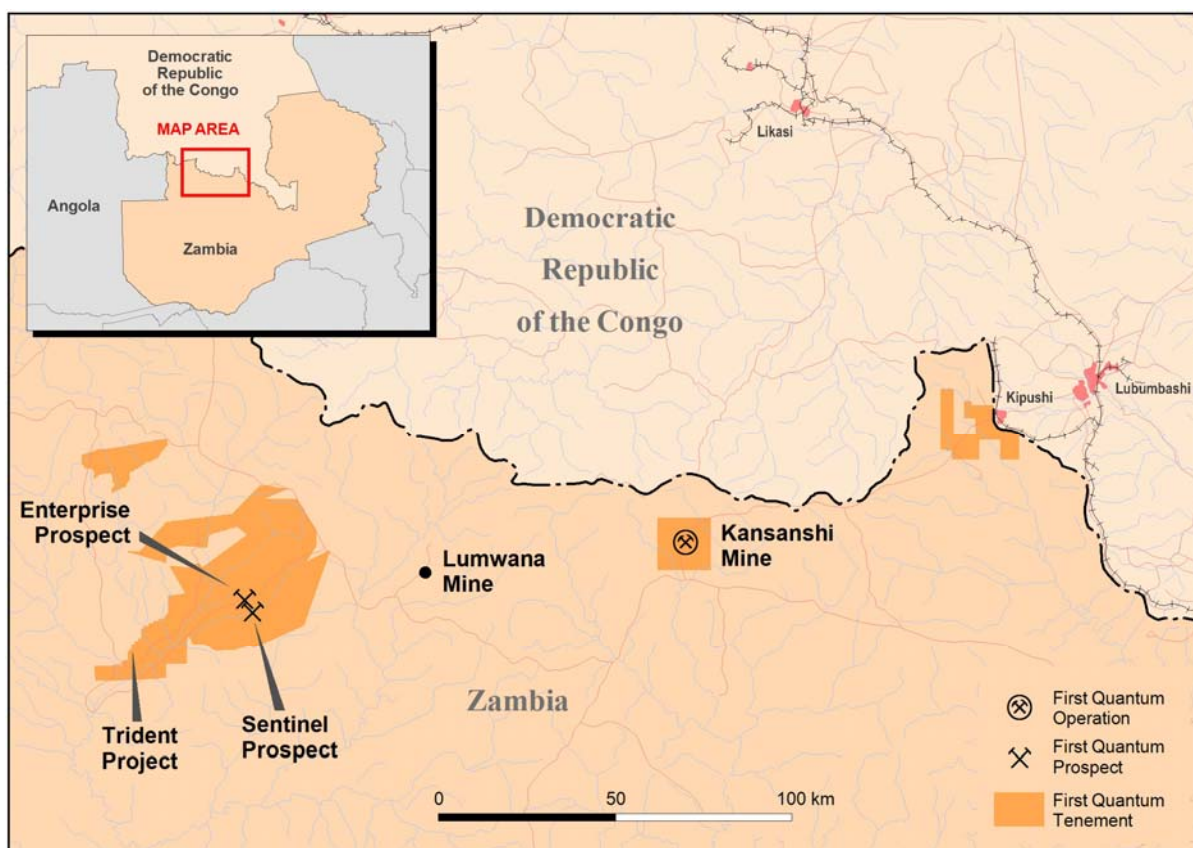 Democratic
Republic
of the Congo
MAP AREA
Angola
Zambia
Likasi
Democratic
Republic
of the Congo
Kipushi
Lubumbashi
Enterprise
Prospect
Lumwana
Mine
Kansanshi
Mine
Trident
Project
Sentinel
Prospect
Zambia
First Quantum
Operation
First Quantum
Prospect
First Quantum
Tenement
0
50
100 km